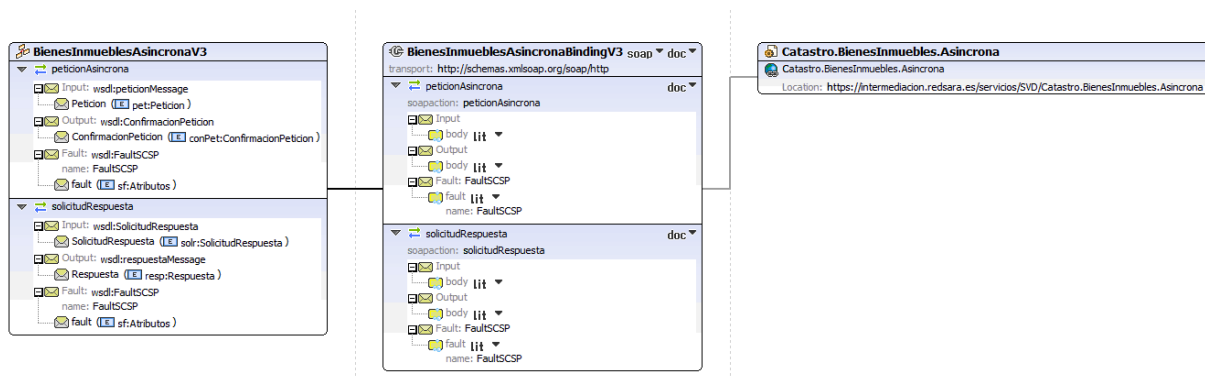 BienesInmueblesAsincronaV3
peticionAsincrona
Input: wsdl:peticionMessage
Peticion (E pet:Peticion )
Output: wsdl:ConfirmacionPeticion
ConfirmacionPeticion (E conPet:ConfirmacionPeticion )
Fault: wsdl:FaultSCSP
name: FaultSCSP
fault (E sf:Atributos )
solicitudRespuesta
Input: wsdl:SolicitudRespuesta
SolicitudRespuesta (E solr:SolicitudRespuesta )
Output: wsdl:respuestaMessage
Respuesta (E resp:Respuesta )
Fault: wsdl:FaultSCSP
name: FaultSCSP
fault (E sf:Atributos )
BienesInmueblesAsincronaBindingV3 soap doc
transport: http://schemas.xmlsoap.org/soap/http
peticionAsincrona doc
soapaction: peticionAsincrona
Input
body lit
Output
body lit
Fault: FaultSCSP
fault lit
name: FaultSCSP
solicitudRespuesta doc
soapaction: solicitudRespuesta
Input
body lit
Output
body lit
Fault: FaultSCSP
fault lit
name: FaultSCSP
Catastro.BienesInmuebles.Asincrona
Catastro.BienesInmuebles.Asincrona
Location: https://intermediacion.redsara.es/servicios/SVD/Catastro.BienesInmuebles.Asincrona